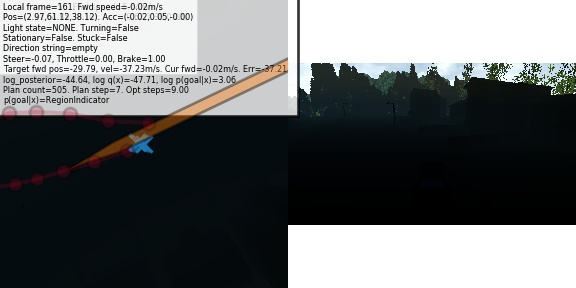 Local frame=161. Fwd speed=-0.02m/s
Pos=(2.97,61.12,38.12). Acc=(-0.02,0.05,-0.00)
Light state=NONE. Turning=False
Stationary=False. Stuck=False
Direction string=empty
Steer=-0.07, Throttle=0.00, Brake=1.00
Target fwd pos=-29.79, vel=-37.23m/s. Cur fwd=-0.02m/s. Err=-37.21
log_posterior=-44.64, log q(x)=-47.71, log p(goal|x)=3.06
Plan count=505. Plan step=7. Opt steps=9.00
p(goal|x)=RegionIndicator